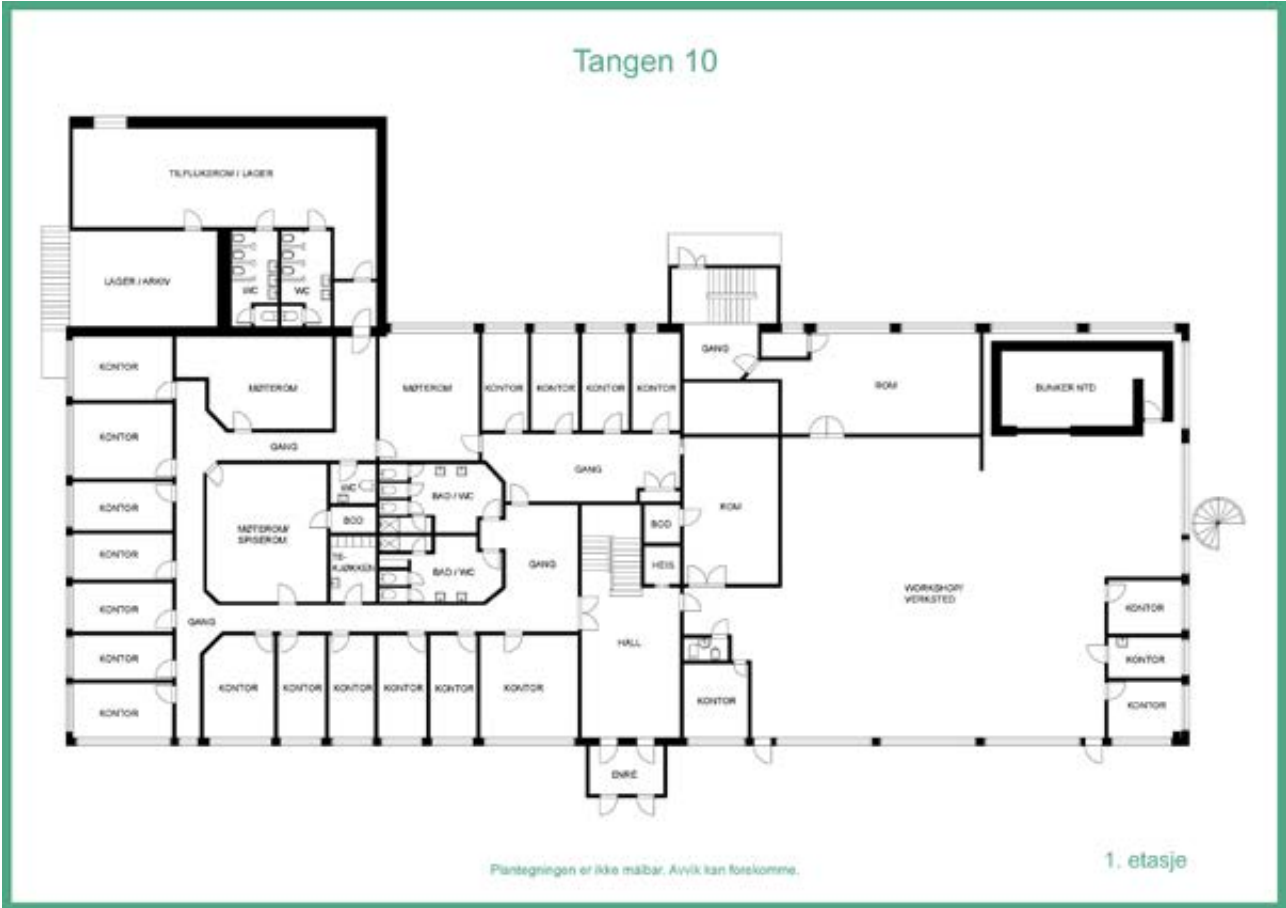 Tangen 10
TILFLUKSROM / LAGER
LAGER / ARKIV
WC
WC
GANG
KONTOR
MØTEROM
MØTEROM
KONTOR
KONTOR
KONTOR
KONTOR
ROM
BUNKER NTD
KONTOR
GANG
GANG
WC
BAD / WC
KONTOR
ROM
BOD
BOD
MØTEROM/
SPISEROM
KONTOR
TE-
KJØKKEN
BAD / WC
GANG
HEIS
WORKSHOP/
VERKSTED
KONTOR
KONTOR
GANG
HALL
KONTOR
KONTOR
KONTOR
KONTOR
KONTOR
KONTOR
KONTOR
KONTOR
KONTOR
KONTOR
KONTOR
KONTOR
ENRÉ
1. etasje
Plantegningen er ikke målbar. Avvik kan forekomme.